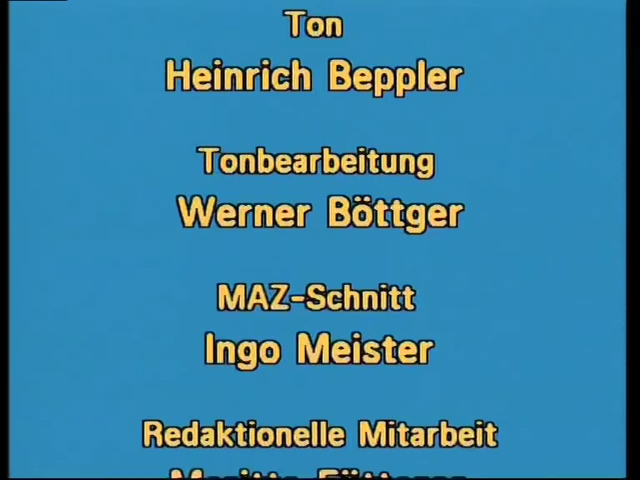 Ton
Heinrich Beppler
Tonbearbeitung
Werner Böttger
MAZ-Schnitt
Ingo Meister
Redaktionelle Mitarbeit